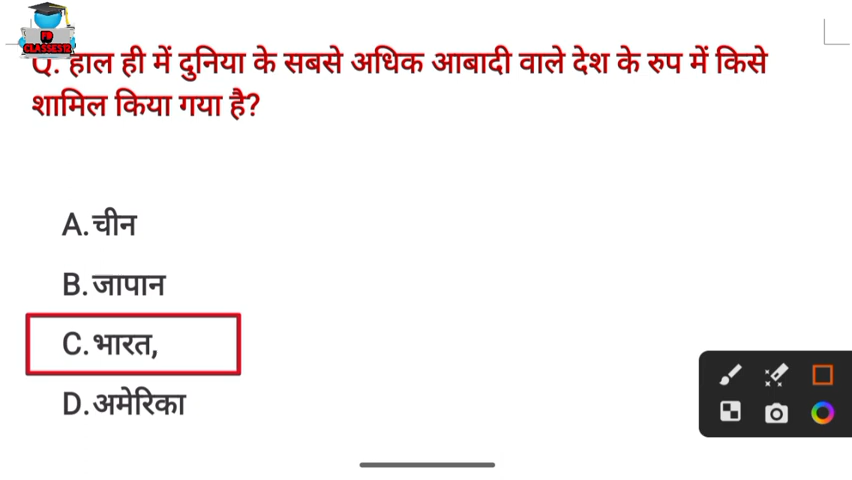 FD
CLASSES12
Q. हाल ही में दुनिया के सबसे अधिक आबादी वाले देश के रुप में किसे
शामिल किया गया है?
A. चीन
B. जापान
C. भारत,
D. अमेरिका